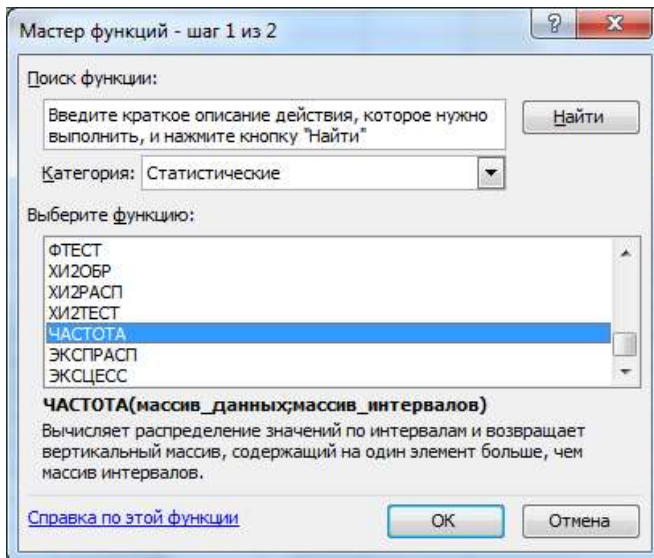 Мастер функций - шаг 1 из 2
Поиск функции:
Введите краткое описание действия, которое нужно
выполнить, и нажмите кнопку "Найти"
Найти
Категория: Статистические
Выберите функцию:
ФТЕСТ
ХИ2ОБР
ХИ2РАСП
ХИ2ТЕСТ
ЧАСТОТА
ЭКСПРАСП
ЭКСЦЕСС
ЧАСТОТА(массив_данных;массив_интервалов)
Вычисляет распределение значений по интервалам и возвращает
вертикальный массив, содержащий на один элемент больше, чем
массив интервалов.
Справка по этой функции
ОК
Отмена